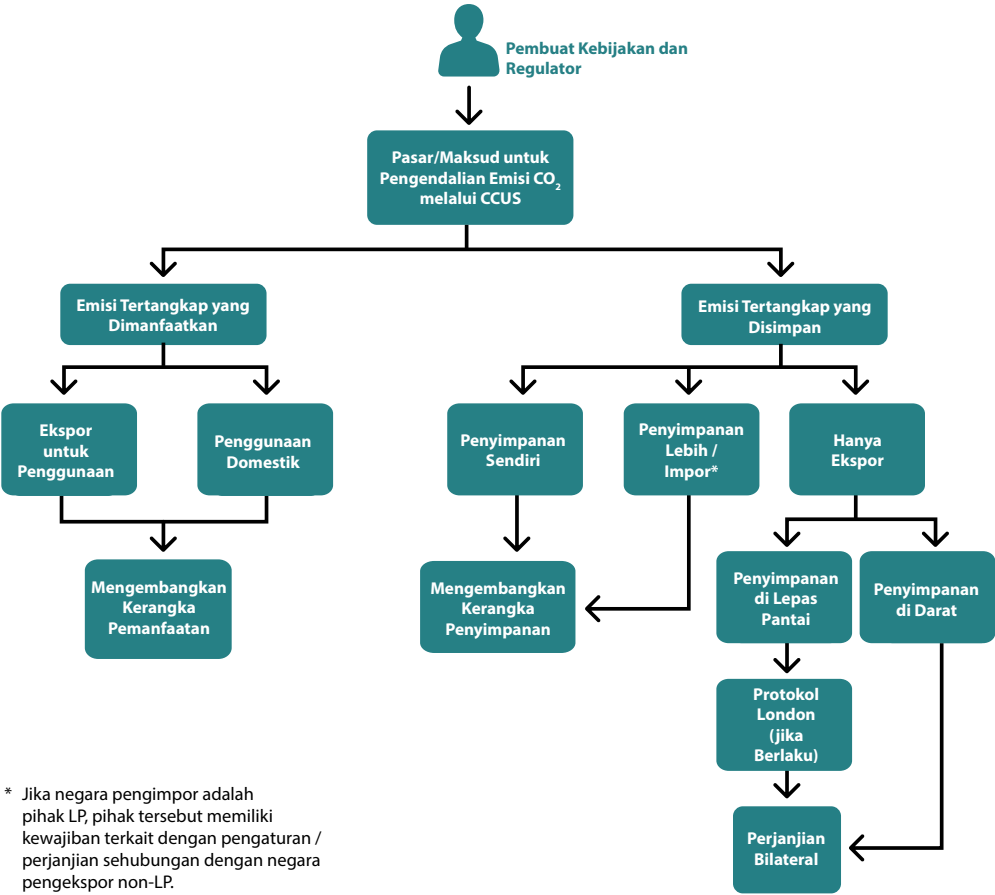 Pembuat Kebijakan dan
Regulator
Pasar/Maksud untuk
Pengendalian Emisi CO₂
melalui CCUS
Emisi Tertangkap yang
Dimanfaatkan
Emisi Tertangkap yang
Disimpan
Ekspor
untuk
Penggunaan
Penggunaan
Domestik
Penyimpanan
Sendiri
Penyimpanan
Lebih /
Impor*
Hanya
Ekspor
Mengembangkan
Kerangka
Pemanfaatan
Mengembangkan
Kerangka
Penyimpanan
Penyimpanan
di Lepas
Pantai
Penyimpanan
di Darat
Protokol
London
(jika
Berlaku)
Perjanjian
Bilateral
* Jika negara pengimpor adalah
pihak LP, pihak tersebut memiliki
kewajiban terkait dengan pengaturan /
perjanjian sehubungan dengan negara
pengekspor non-LP.